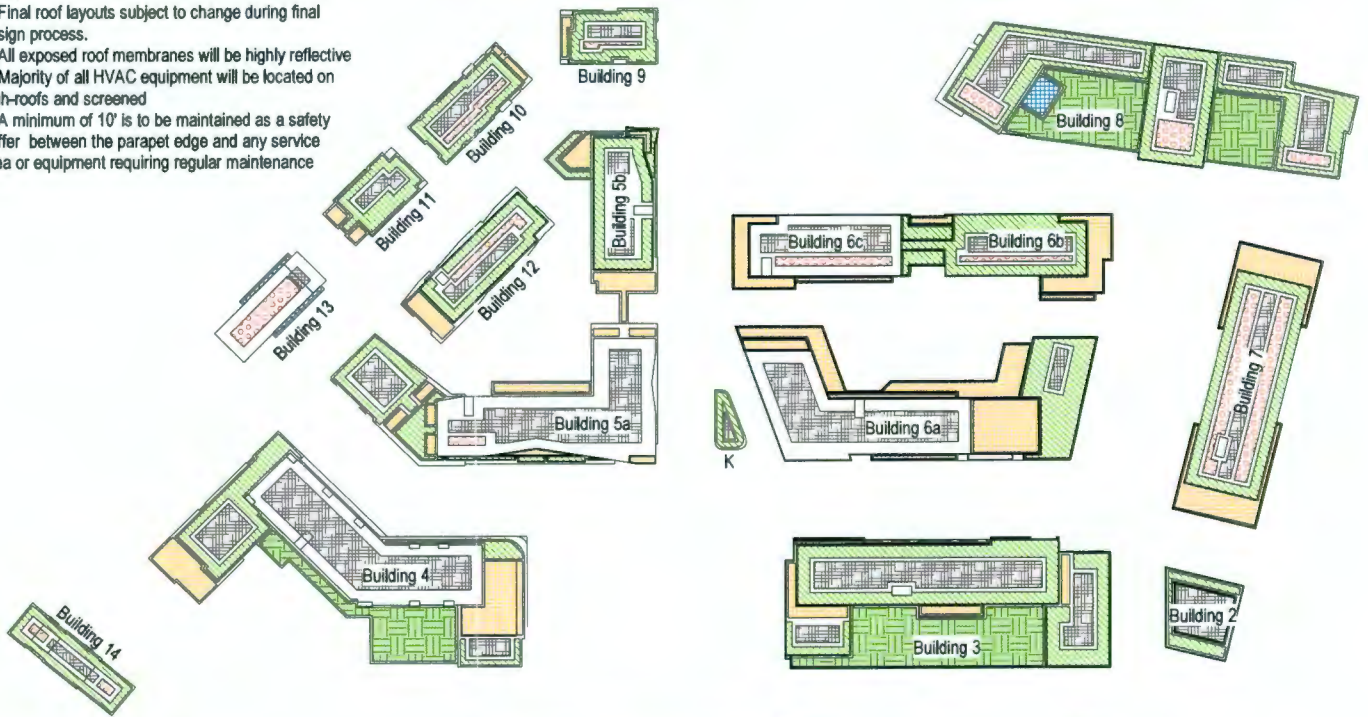 Final roof layouts subject to change during final
sign process.
All exposed roof membranes will be highly reflective
Majority of all HVAC equipment will be located on
h-roofs and screened
A minimum of 10' is to be maintained as a safety
ffer between the parapet edge and any service
ea or equipment requiring regular maintenance
Building 9
Building 10
Building 8
Building 11
Building 5b
Building 12
Building 6c
Building 6b
Building 13
Building 7
Building 5a
Building 6a
K
Building 4
Building 2
Building 3
Building 14